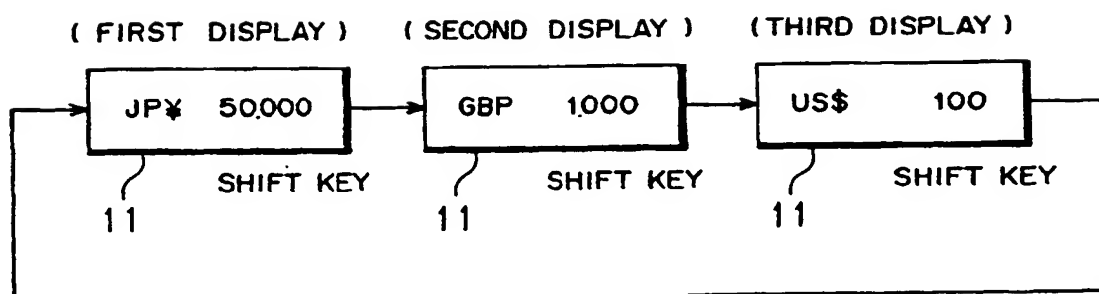 ( FIRST DISPLAY ) ( SECOND DISPLAY ) ( THIRD DISPLAY )
JP¥ 50,000 GBP 1,000 US$ 100
SHIFT KEY SHIFT KEY SHIFT KEY
11 11 11